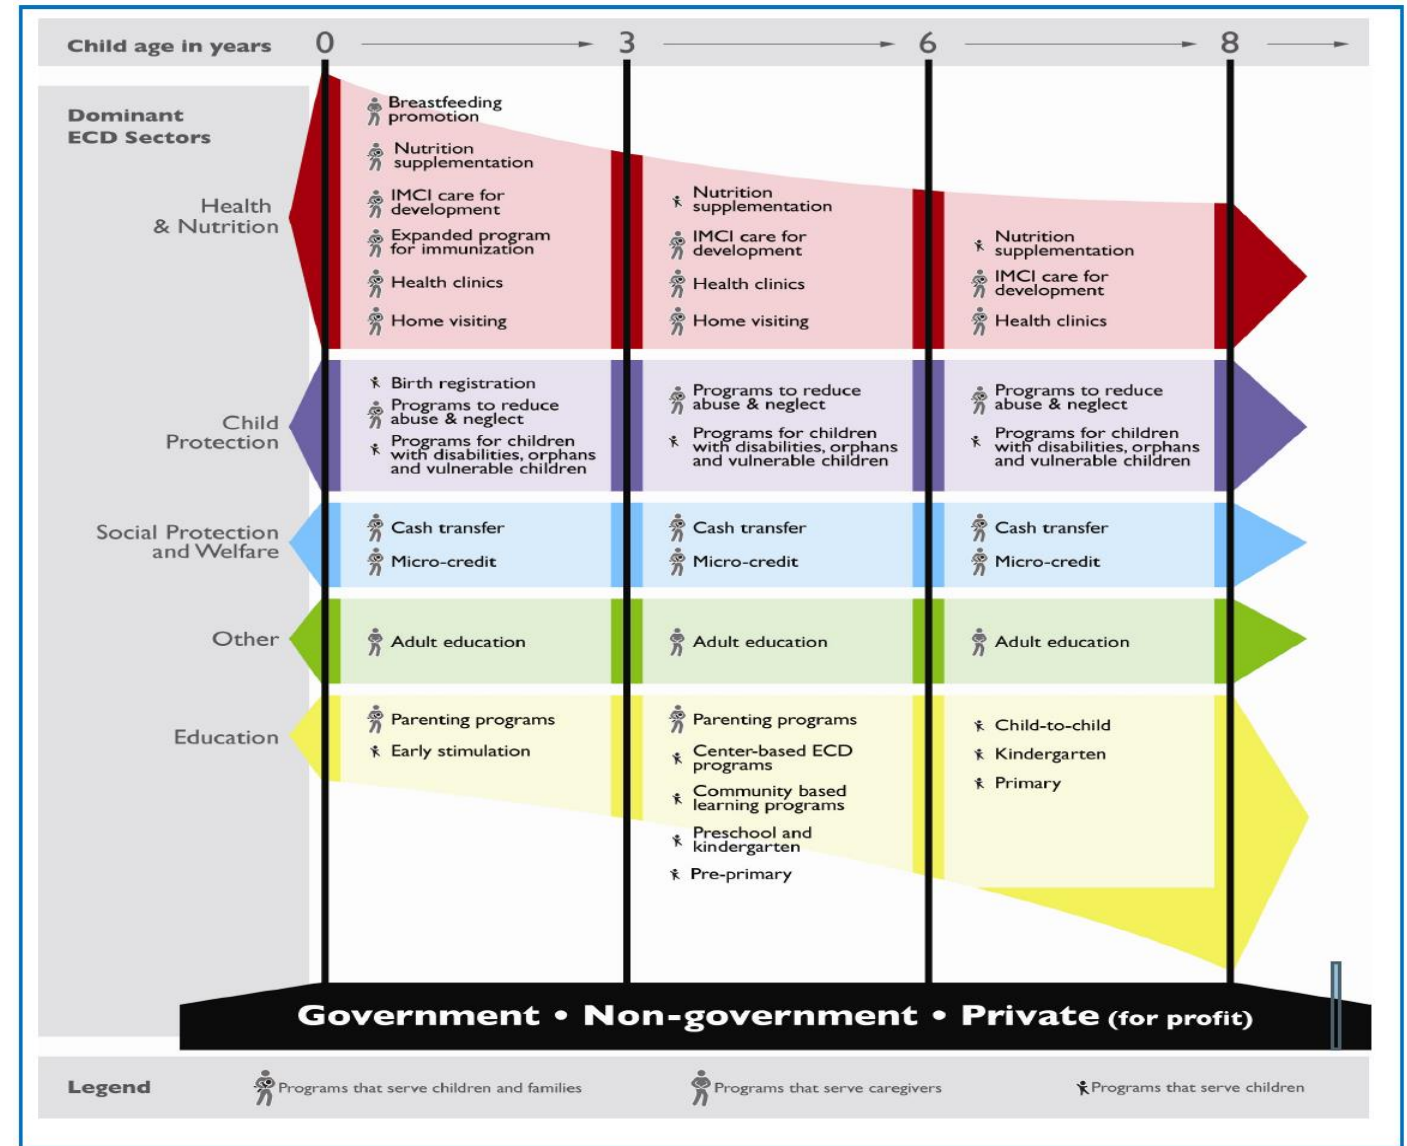 Child age in years 0 3 6 8
Dominant
ECD Sectors
Health
& Nutrition
Breastfeeding
promotion
Nutrition
supplementation
IMCI care for
development
Expanded program
for immunization
Health clinics
Home visiting
Nutrition
supplementation
IMCI care for
development
Health clinics
Home visiting
Nutrition
supplementation
IMCI care for
development
Health clinics
Child
Protection
Birth registration
Programs to reduce
abuse & neglect
Programs for children
with disabilities, orphans
and vulnerable children
Programs to reduce
abuse & neglect
Programs for children
with disabilities, orphans
and vulnerable children
Programs to reduce
abuse & neglect
Programs for children
with disabilities, orphans
and vulnerable children
Social Protection
and Welfare
Cash transfer
Micro-credit
Cash transfer
Micro-credit
Cash transfer
Micro-credit
Other
Adult education
Adult education
Adult education
Education
Parenting programs
Early stimulation
Parenting programs
Center-based ECD
programs
Community based
learning programs
Preschool and
kindergarten
Pre-primary
Child-to-child
Kindergarten
Primary
Government • Non-government • Private (for profit)
Legend
Programs that serve children and families
Programs that serve caregivers
Programs that serve children